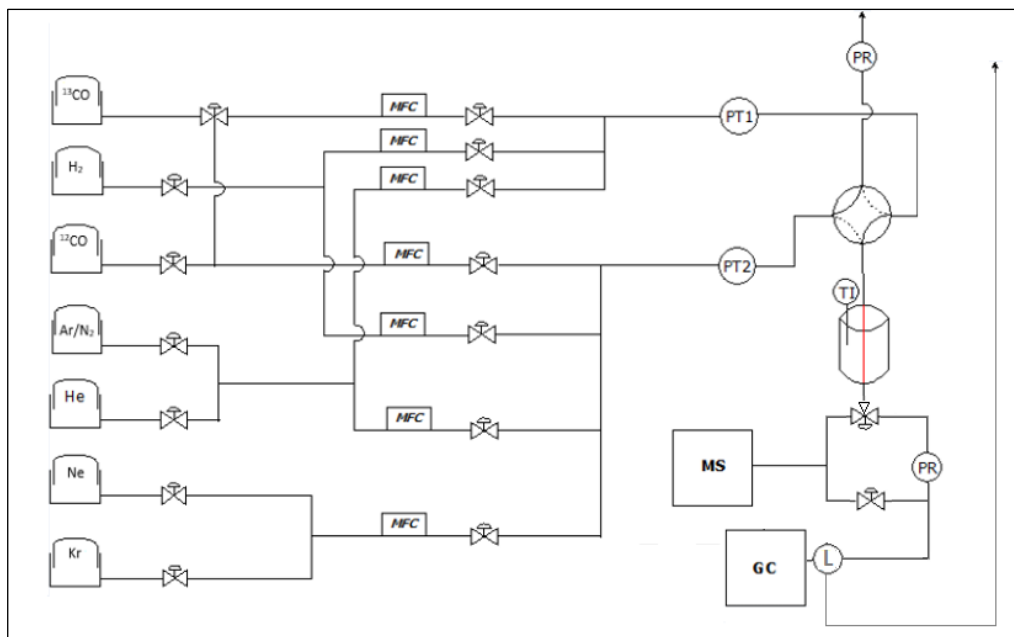 PR
¹³CO
MFC
PT1
H₂
MFC
MFC
¹²CO
MFC
PT2
TI
Ar/N₂
MFC
He
MFC
MS
PR
Ne
MFC
Kr
GC
L